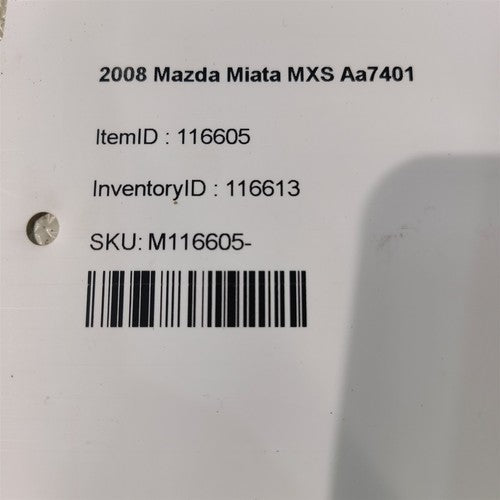 2008 Mazda Miata MXS Aa7401
ItemID : 116605
InventoryID : 116613
SKU: M116605-